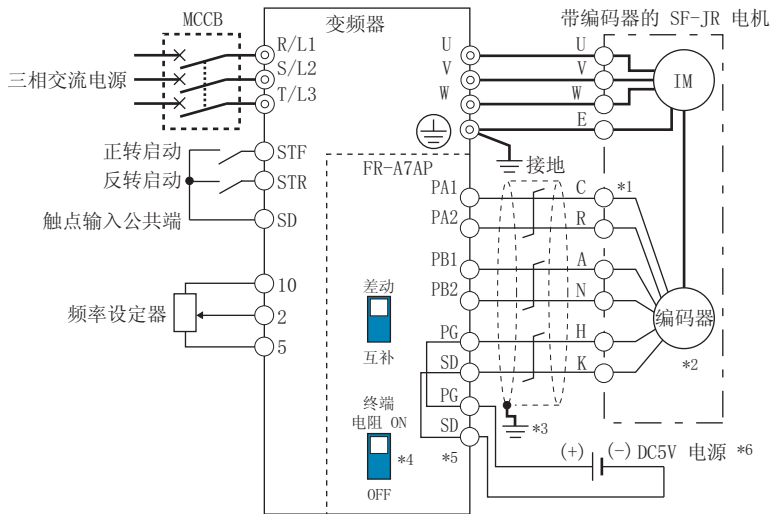 MCCB
变频器
带编码器的 SF-JR 电机
三相交流电源
R/L1
S/L2
T/L3
U
V
W
U
V
W
E
IM
正转启动
反转启动
触点输入公共端
STF
STR
SD
FR-A7AP
接地
PA1
PA2
PB1
PB2
PG
SD
PG
SD
C
R
A
N
H
K
*1
编码器
*2
频率设定器
10
2
5
差动
互补
终端
电阻 ON
*4
OFF
*5
*3
(+)
(-) DC5V 电源 *6